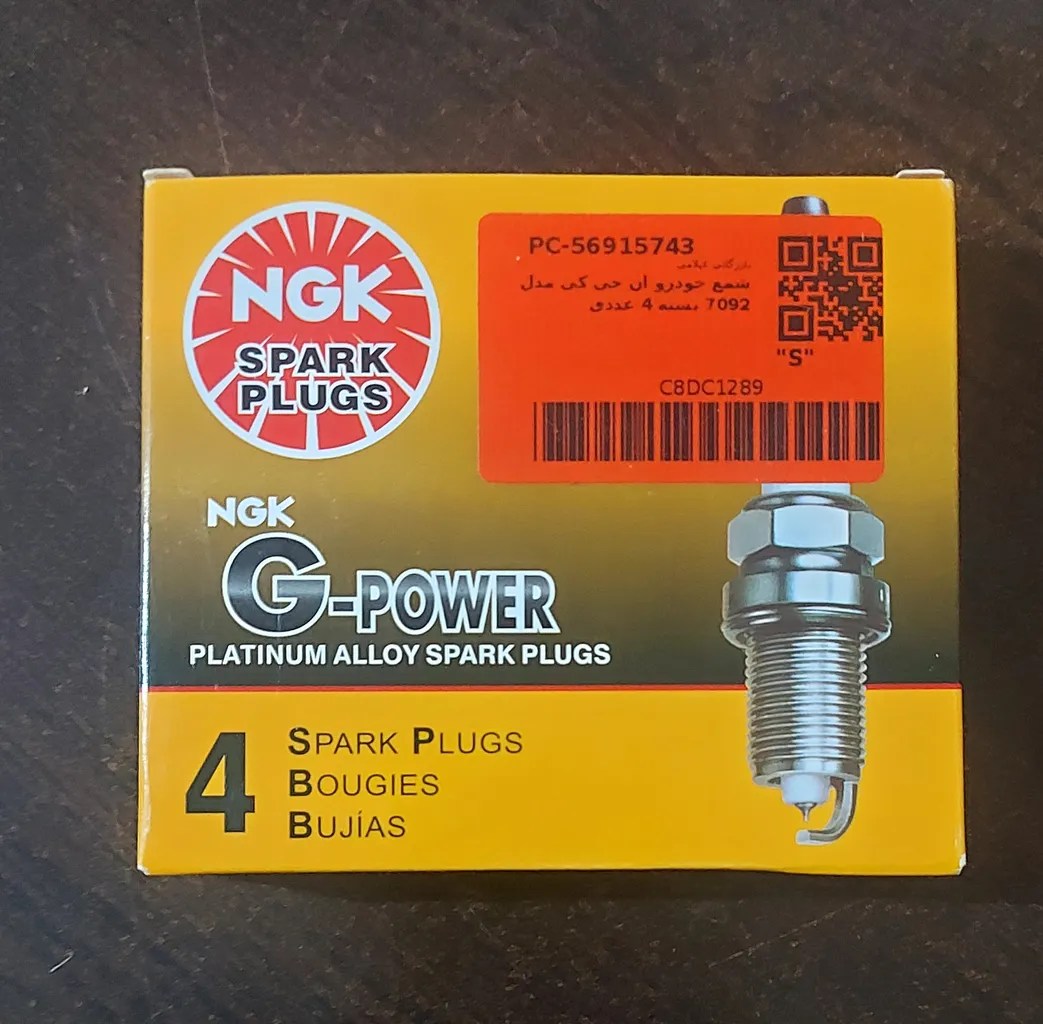 NGK
SPARK
PLUGS
PC-56915743
بازرگانی غلامی
شمع خودرو ان جی کی مدل
7092 بسته 4 عددی
"S"
C8DC1289
NGK
G-POWER
PLATINUM ALLOY SPARK PLUGS
4
SPARK PLUGS
BOUGIES
BUJÍAS